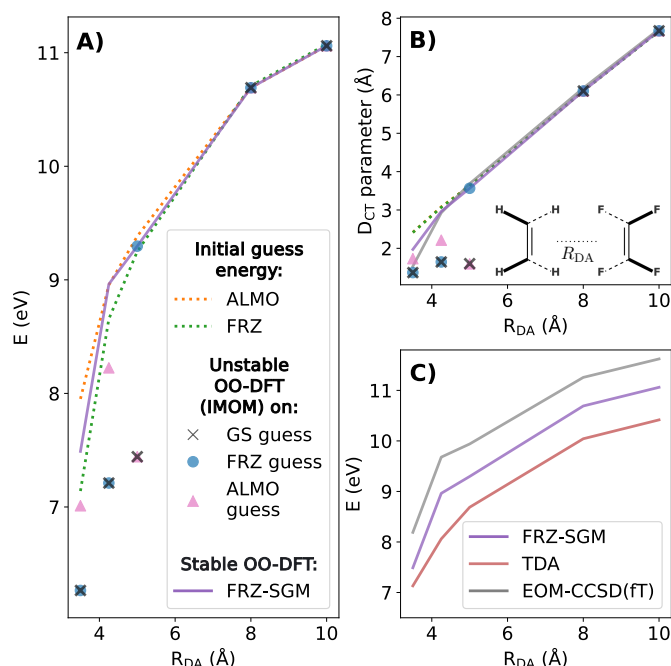 A)
E (eV)
11
10
9
8
7
4
6
8
10
R_DA (Å)
Initial guess
energy:
ALMO
FRZ
Unstable
OO-DFT
(IMOM) on:
GS guess
FRZ guess
ALMO
guess
Stable OO-DFT:
FRZ-SGM
B)
D_CT parameter (Å)
8
7
6
5
4
3
2
4
6
8
10
R_DA (Å)
H
H
H
H
R_DA
F
F
F
F
C)
E (eV)
11
10
9
8
7
4
6
8
10
R_DA (Å)
FRZ-SGM
TDA
EOM-CCSD(fT)